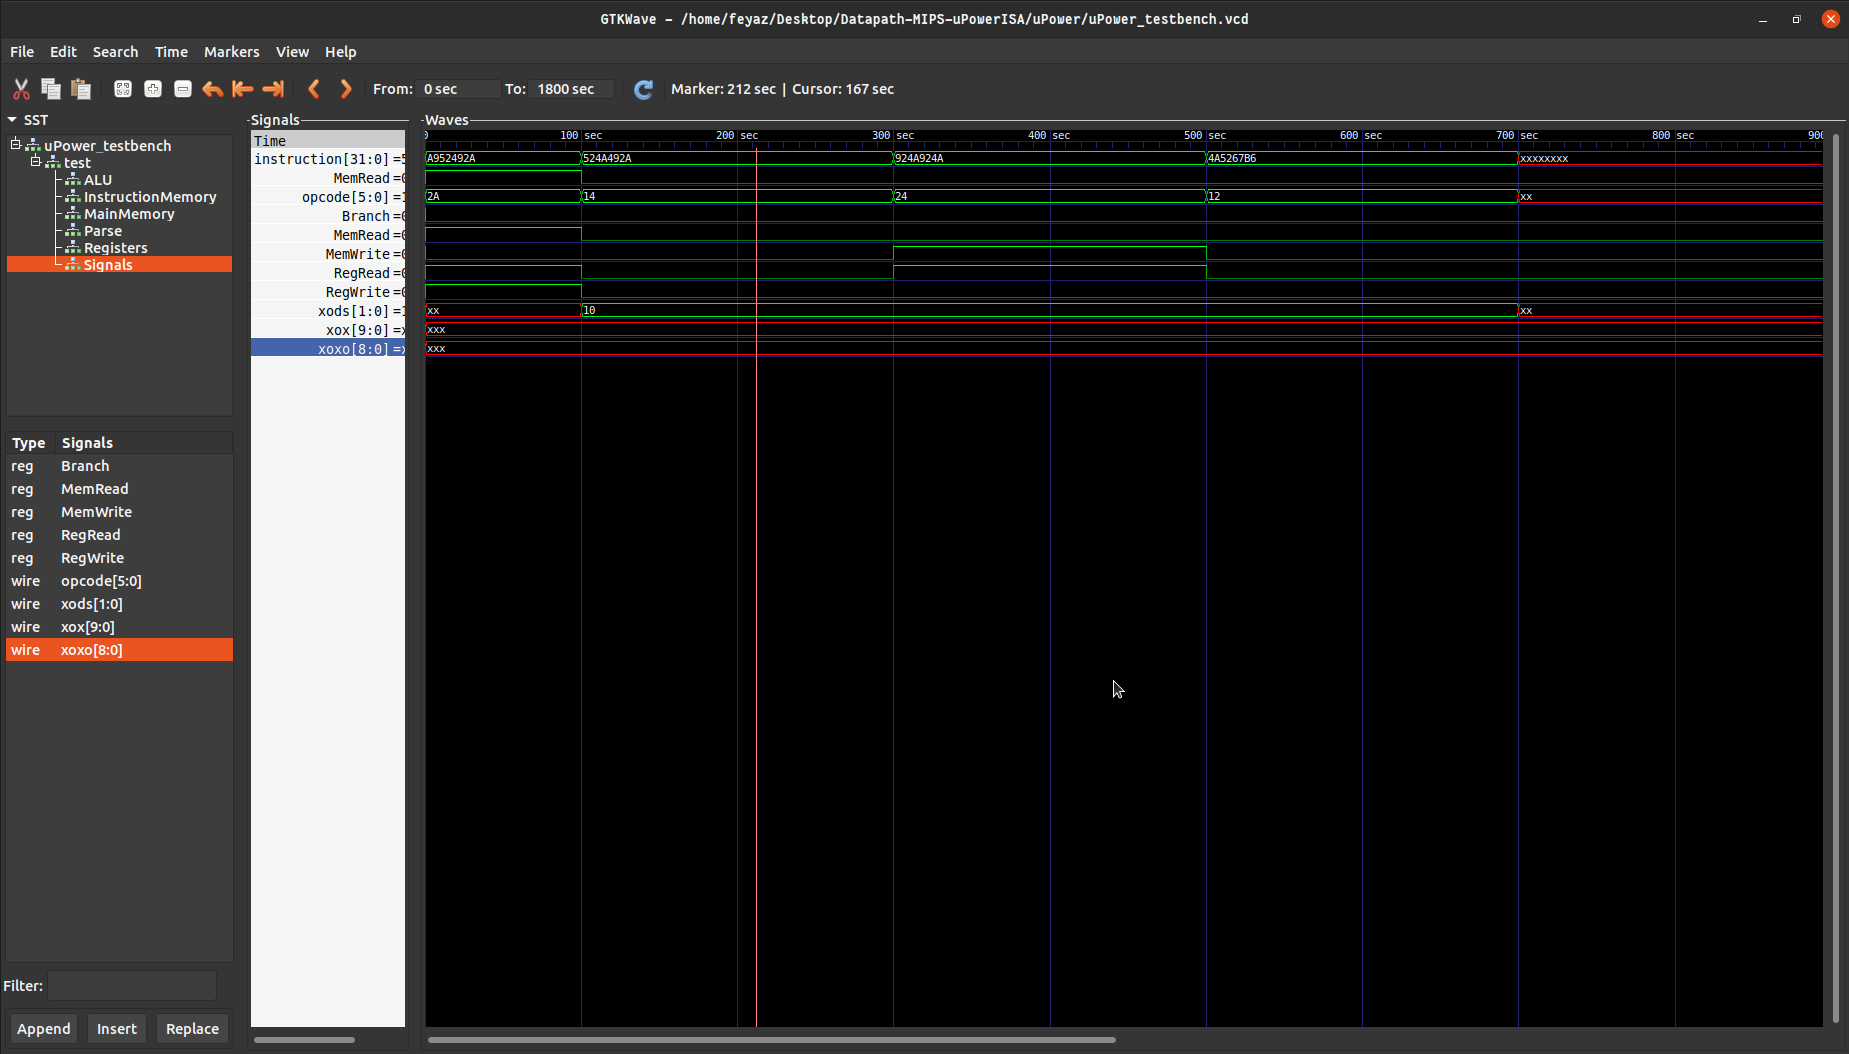 GTKWave - /home/feyaz/Desktop/Datapath-MIPS-uPowerISA/uPower/uPower_testbench.vcd
File Edit Search Time Markers View Help
From: 0 sec To: 1800 sec Marker: 212 sec | Cursor: 167 sec
SST
uPower_testbench
test
ALU
InstructionMemory
MainMemory
Parse
Registers
Signals
Type Signals
reg Branch
reg MemRead
reg MemWrite
reg RegRead
reg RegWrite
wire opcode[5:0]
wire xods[1:0]
wire xox[9:0]
wire xoxo[8:0]
Filter:
Append Insert Replace
Signals
Time
instruction[31:0] =5
MemRead =0
opcode[5:0] =1
Branch =0
MemRead =0
MemWrite =0
RegRead =0
RegWrite =0
xods[1:0] =1
xox[9:0] =x
xoxo[8:0] =x
Waves
0 100 sec 200 sec 300 sec 400 sec 500 sec 600 sec 700 sec 800 sec 900
A952492A 524A492A 924A924A 4A5267B6 xxxxxxxx
2A 14 24 12 xx
xx 10 xx
xxx
xxx